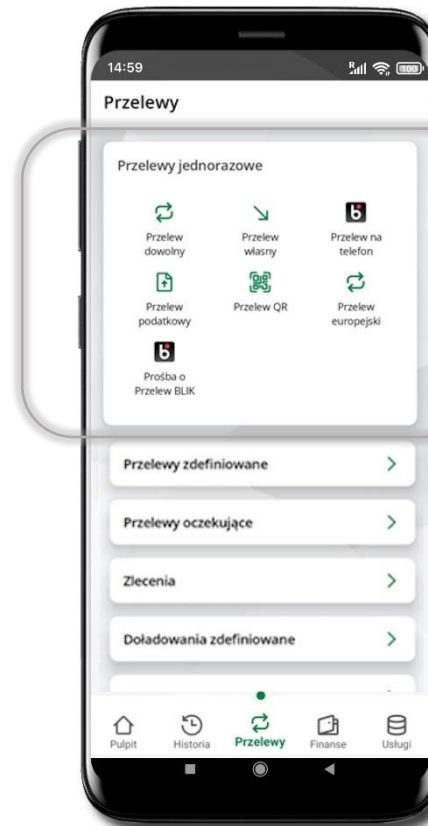 14:59
R
100
Przelewy
Przelewy jednorazowe
Przelew
dowolny
Przelew
własny
Przelew na
telefon
Przelew
podatkowy
Przelew QR
Przelew
europejski
Prośba o
Przelew BLIK
Przelewy zdefiniowane
Przelewy oczekujące
Zlecenia
Doładowania zdefiniowane
Pulpit
Historia
Przelewy
Finanse
Usługi